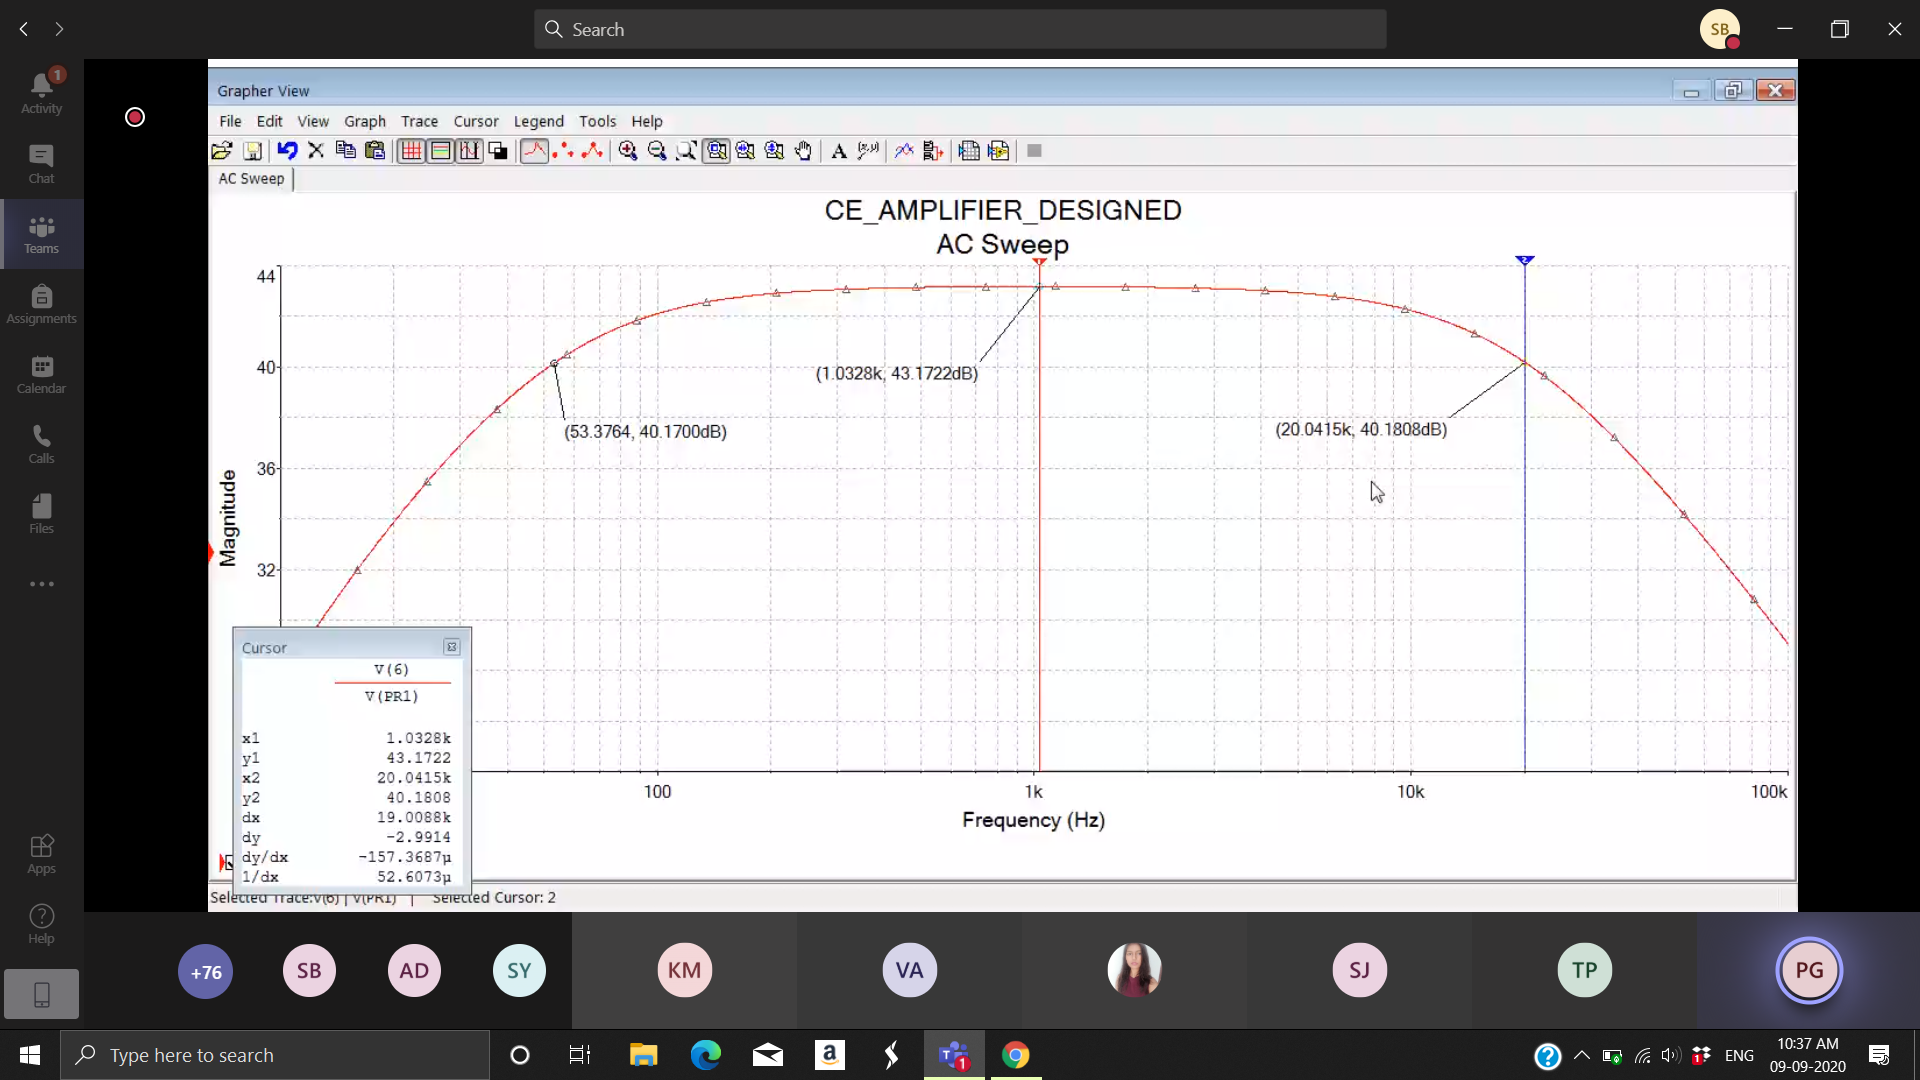 Search
SB
1
Activity
Chat
Teams
Assignments
Calendar
Calls
Files
Apps
Help
Grapher View
File Edit View Graph Trace Cursor Legend Tools Help
A
AC Sweep
CE_AMPLIFIER_DESIGNED
AC Sweep
44
40
36
32
Magnitude
1
2
(1.0328k, 43.1722dB)
(53.3764, 40.1700dB)
(20.0415k, 40.1808dB)
100
1k
10k
100k
Frequency (Hz)
Cursor
V(6)
V(PR1)
x1 1.0328k
y1 43.1722
x2 20.0415k
y2 40.1808
dx 19.0088k
dy -2.9914
dy/dx -157.3687µ
1/dx 52.6073µ
Selected Trace:V(6) | V(PR1) | Selected Cursor: 2
+76
SB
AD
SY
KM
VA
SJ
TP
PG
Type here to search
a
T
1
?
1
ENG
10:37 AM
09-09-2020